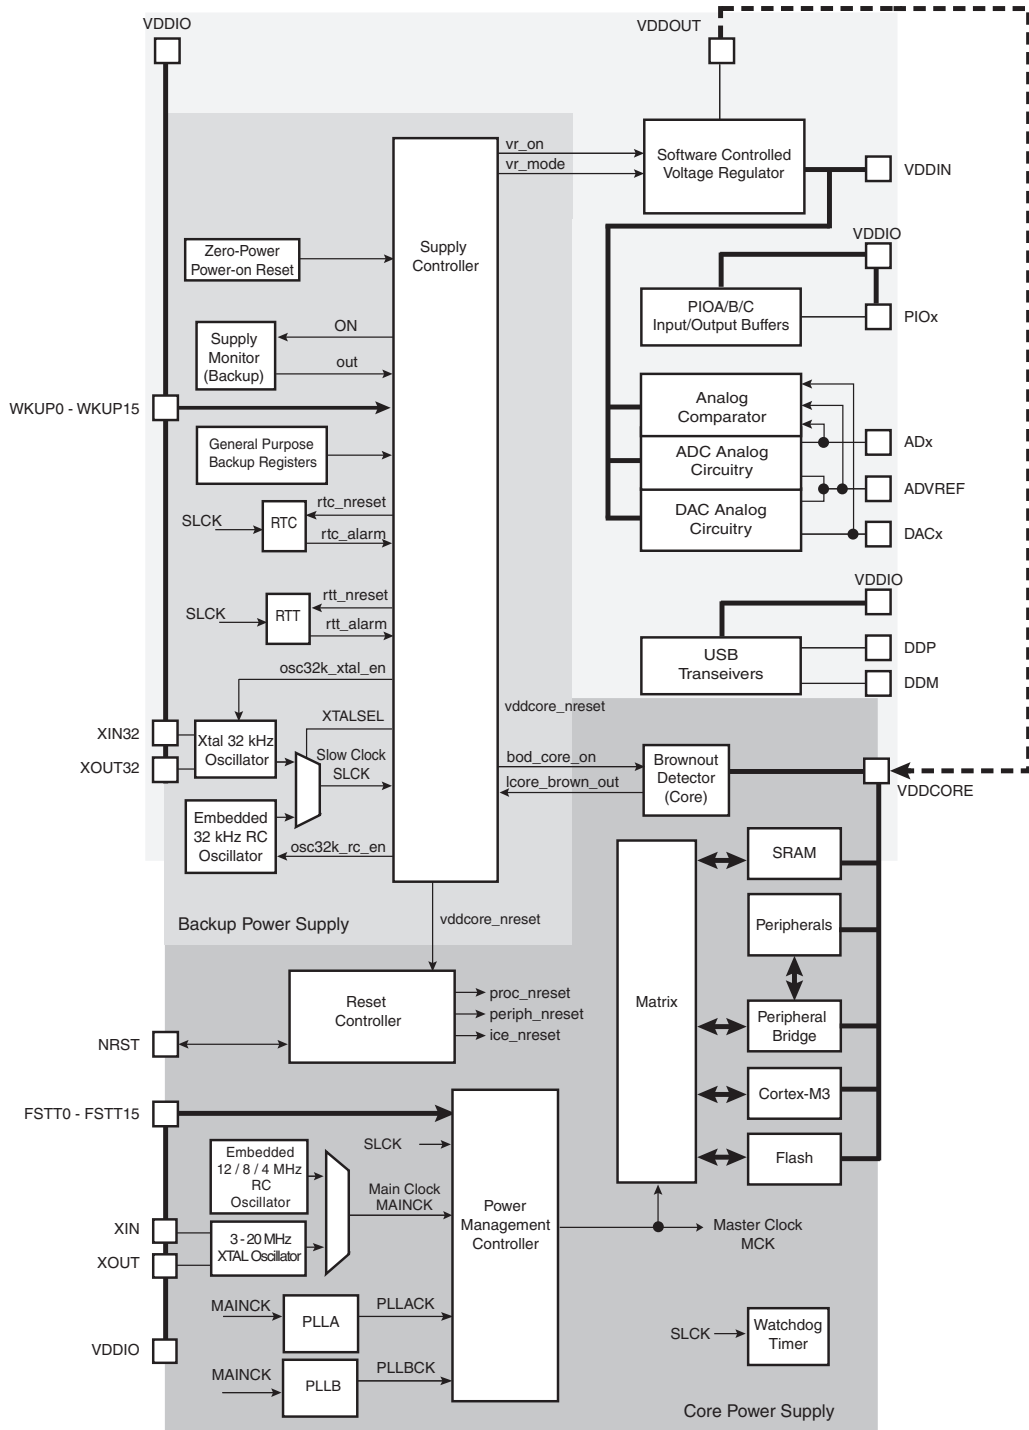 VDDIO
VDDOUT
vr_on
vr_mode
Software Controlled
Voltage Regulator
VDDIN
Supply
Controller
Zero-Power
Power-on Reset
VDDIO
PIOA/B/C
Input/Output Buffers
PIOx
Supply
Monitor
(Backup)
ON
out
WKUP0 - WKUP15
General Purpose
Backup Registers
Analog
Comparator
ADC Analog
Circuitry
DAC Analog
Circuitry
ADx
ADVREF
DACx
SLCK
RTC
rtc_nreset
rtc_alarm
SLCK
RTT
rtt_nreset
rtt_alarm
VDDIO
USB
Transeivers
DDP
DDM
osc32k_xtal_en
XTALSEL
vddcore_nreset
XIN32
XOUT32
Xtal 32 kHz
Oscillator
Slow Clock
SLCK
bod_core_on
lcore_brown_out
Brownout
Detector
(Core)
VDDCORE
Embedded
32 kHz RC
Oscillator
osc32k_rc_en
SRAM
Backup Power Supply
vddcore_nreset
Peripherals
Reset
Controller
proc_nreset
periph_nreset
ice_nreset
Matrix
Peripheral
Bridge
NRST
Cortex-M3
FSTT0 - FSTT15
SLCK
Flash
Embedded
12 / 8 / 4 MHz
RC
Oscillator
Main Clock
MAINCK
Power
Management
Controller
XIN
XOUT
3 - 20 MHz
XTAL Oscillator
Master Clock
MCK
MAINCK
PLLA
PLLACK
SLCK
Watchdog
Timer
VDDIO
MAINCK
PLLB
PLLBCK
Core Power Supply